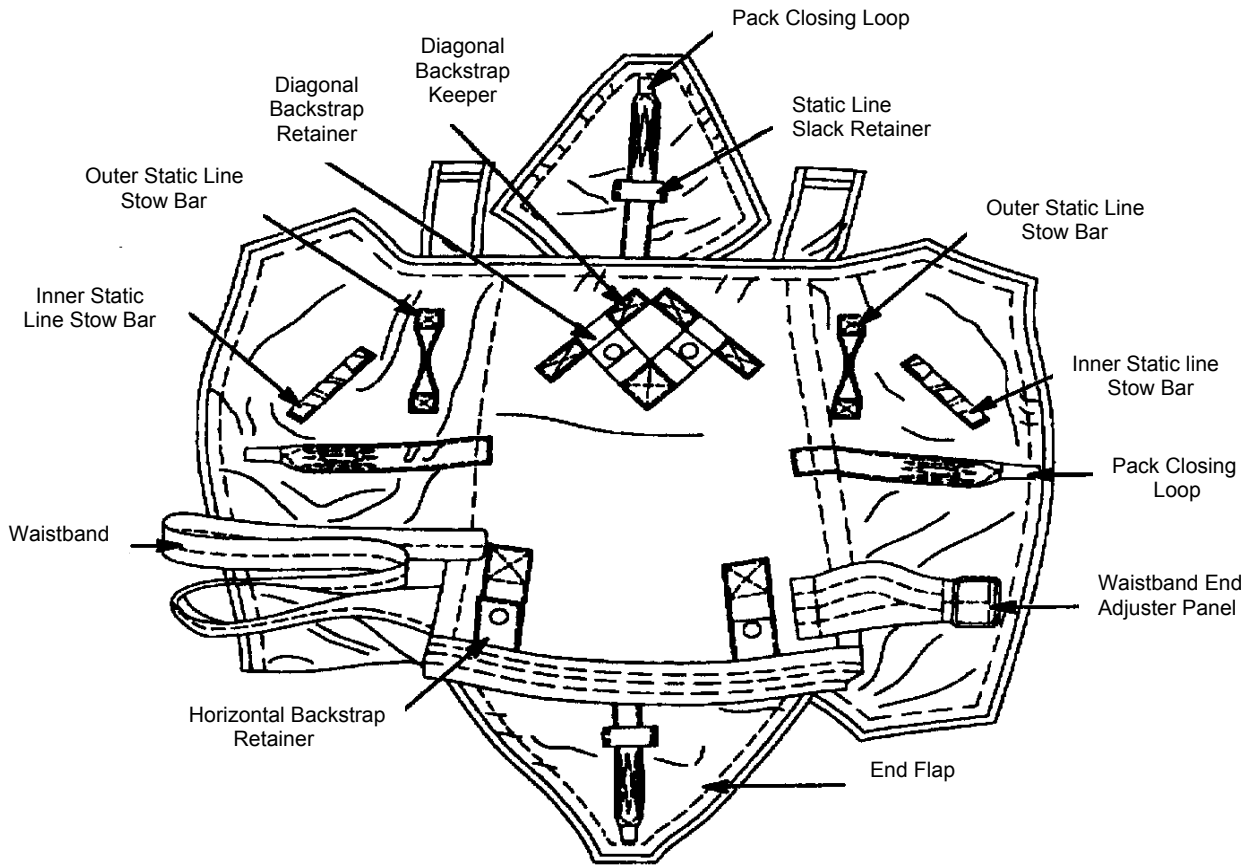 Pack Closing Loop
Diagonal
Backstrap
Keeper
Diagonal
Backstrap
Retainer
Static Line
Slack Retainer
Outer Static Line
Stow Bar
Outer Static Line
Stow Bar
Inner Static
Line Stow Bar
Inner Static line
Stow Bar
Pack Closing
Loop
Waistband
Waistband End
Adjuster Panel
Horizontal Backstrap
Retainer
End Flap